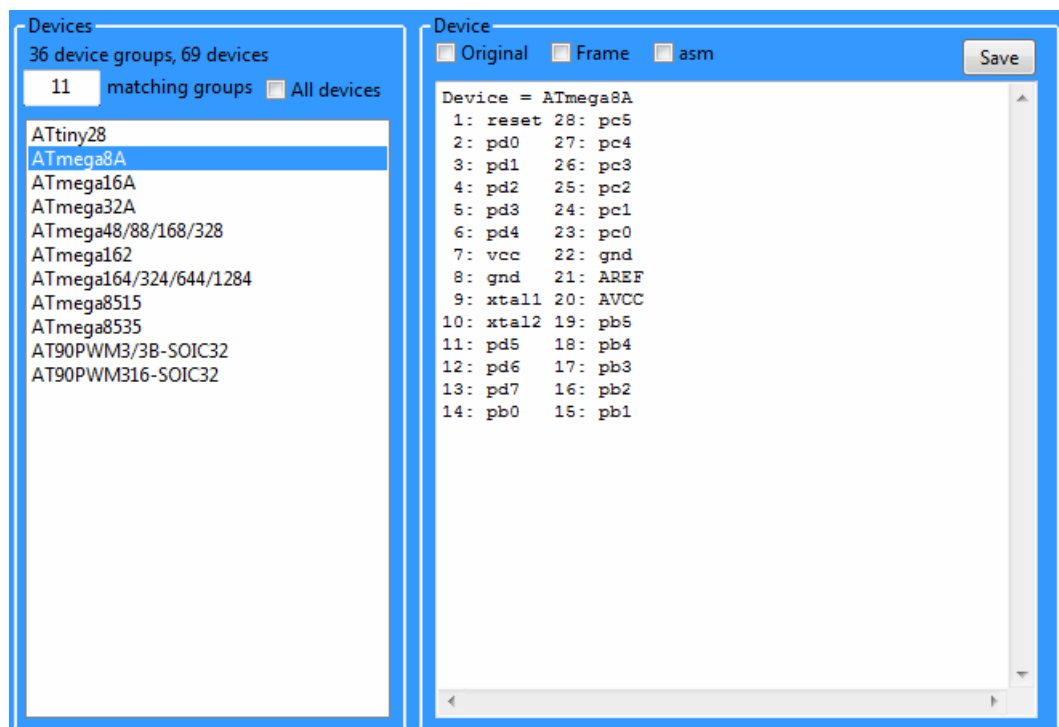 Devices
36 device groups, 69 devices
11 matching groups All devices
ATtiny28
ATmega8A
ATmega16A
ATmega32A
ATmega48/88/168/328
ATmega162
ATmega164/324/644/1284
ATmega8515
ATmega8535
AT90PWM3/3B-SOIC32
AT90PWM316-SOIC32
Device
Original Frame asm Save
Device = ATmega8A
1: reset 28: pc5
2: pd0 27: pc4
3: pd1 26: pc3
4: pd2 25: pc2
5: pd3 24: pc1
6: pd4 23: pc0
7: vcc 22: gnd
8: gnd 21: AREF
9: xtal1 20: AVCC
10: xtal2 19: pb5
11: pd5 18: pb4
12: pd6 17: pb3
13: pd7 16: pb2
14: pb0 15: pb1